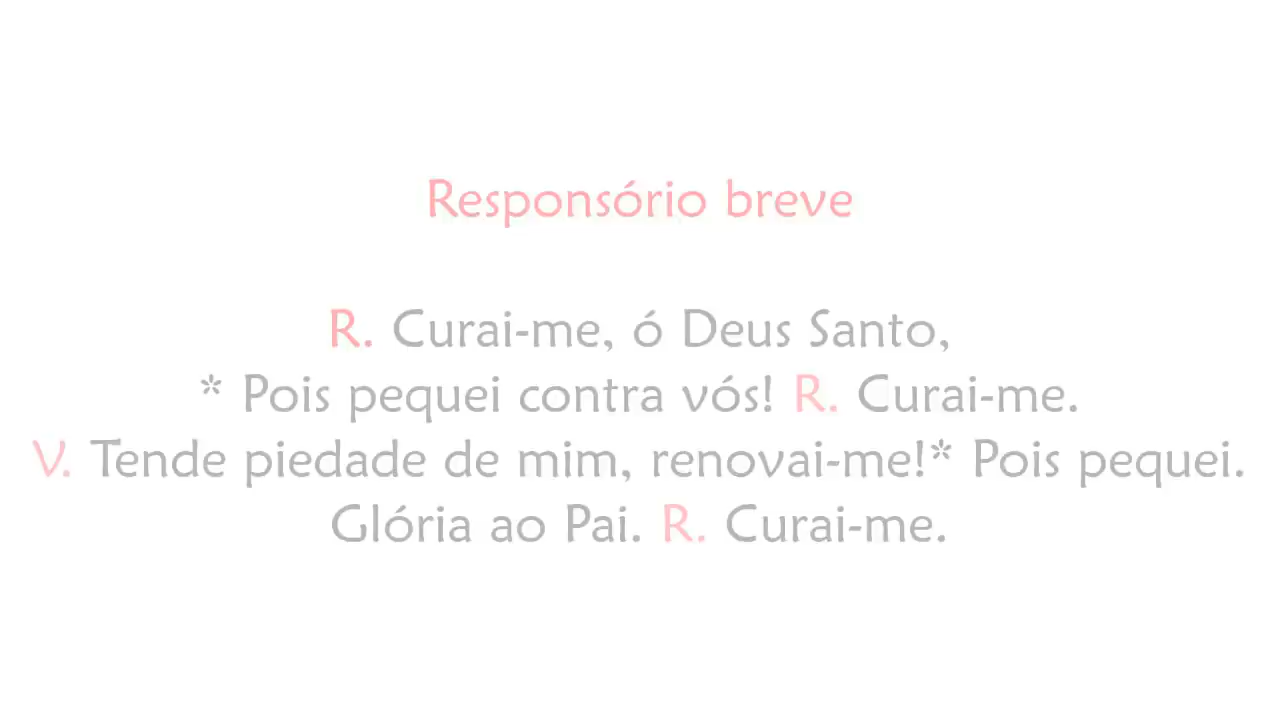 Responsório breve
R. Curai-me, ó Deus Santo,
* Pois pequei contra vós! R. Curai-me.
V. Tende piedade de mim, renovai-me!* Pois pequei.
Glória ao Pai. R. Curai-me.